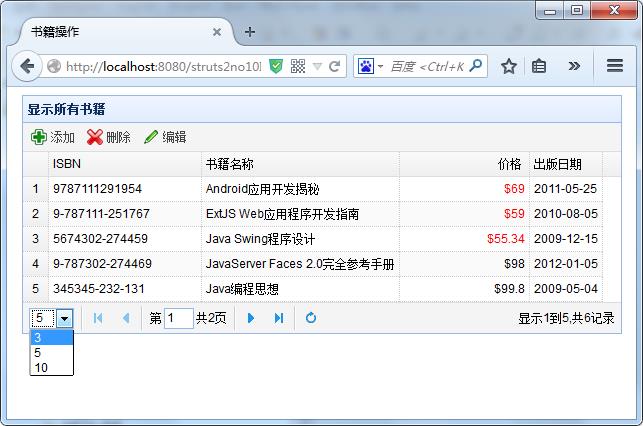 书籍操作
http://localhost:8080/struts2no10
百度 <Ctrl+K
显示所有书籍
添加 删除 编辑
ISBN 书籍名称 价格 出版日期
1 9787111291954 Android应用开发揭秘 $69 2011-05-25
2 9-787111-251767 ExtJS Web应用程序开发指南 $59 2010-08-05
3 5674302-274459 Java Swing程序设计 $55.34 2009-12-15
4 9-787302-274469 JavaServer Faces 2.0完全参考手册 $98 2012-01-05
5 345345-232-131 Java编程思想 $99.8 2009-05-04
5 第 1 共2页 显示1到5,共6记录
3
5
10